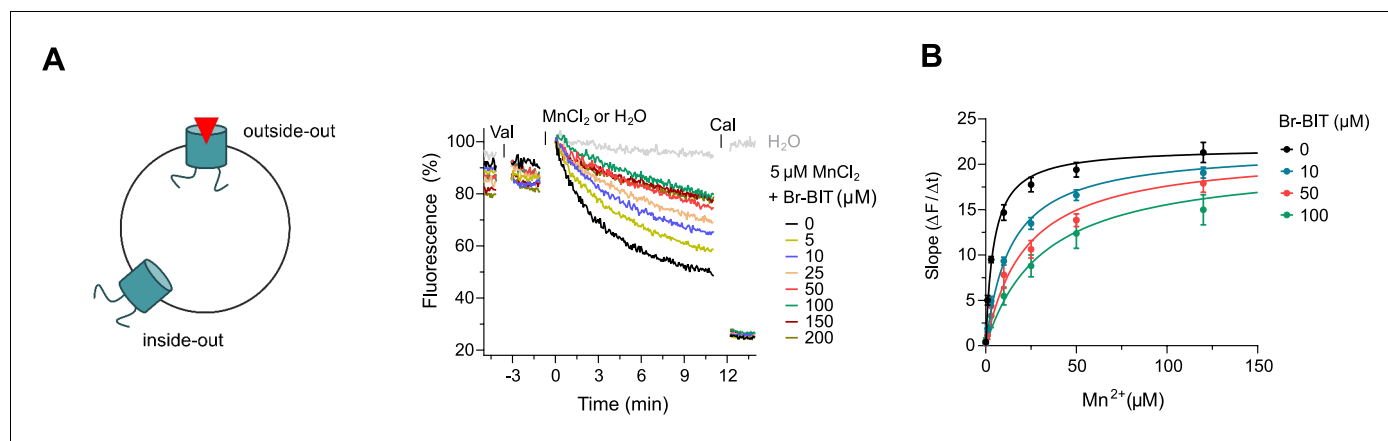 A
outside-out
inside-out
Val
MnCl₂ or H₂O
Cal
H₂O
5 µM MnCl₂
+ Br-BIT (µM)
0
5
10
25
50
100
150
200
Fluorescence (%)
100
80
60
40
20
-3
0
3
6
9
12
Time (min)
B
Slope (ΔF/Δt)
25
20
15
10
5
0
0
50
100
150
Mn²⁺(µM)
Br-BIT (µM)
0
10
50
100